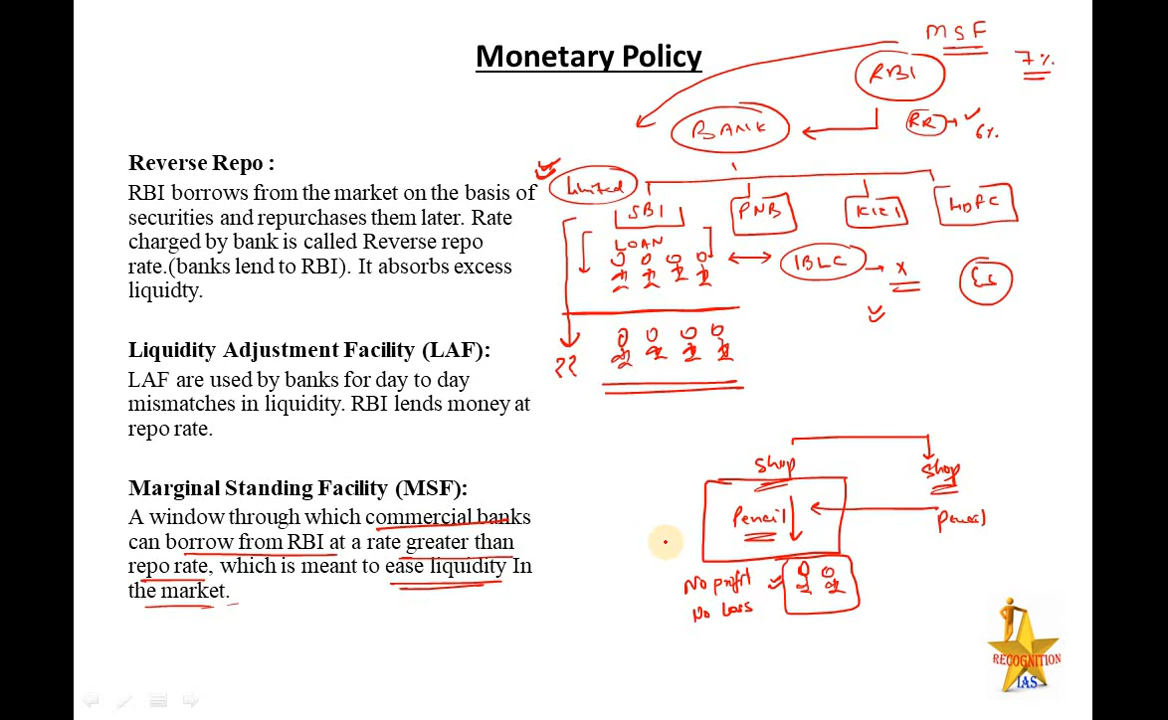 Monetary Policy
Reverse Repo :
RBI borrows from the market on the basis of
securities and repurchases them later. Rate
charged by bank is called Reverse repo
rate.(banks lend to RBI). It absorbs excess
liquidty.
Liquidity Adjustment Facility (LAF):
LAF are used by banks for day to day
mismatches in liquidity. RBI lends money at
repo rate.
Marginal Standing Facility (MSF):
A window through which commercial banks
can borrow from RBI at a rate greater than
repo rate, which is meant to ease liquidity In
the market.
MSF
RBI
7%
BANK
RR
6%
Limited
SBI
PNB
ICICI
HDFC
LOAN
IBLC
X
??
Shop
Shop
Pencil
Pencil
No profit
No Loss
RECOGNITION
IAS